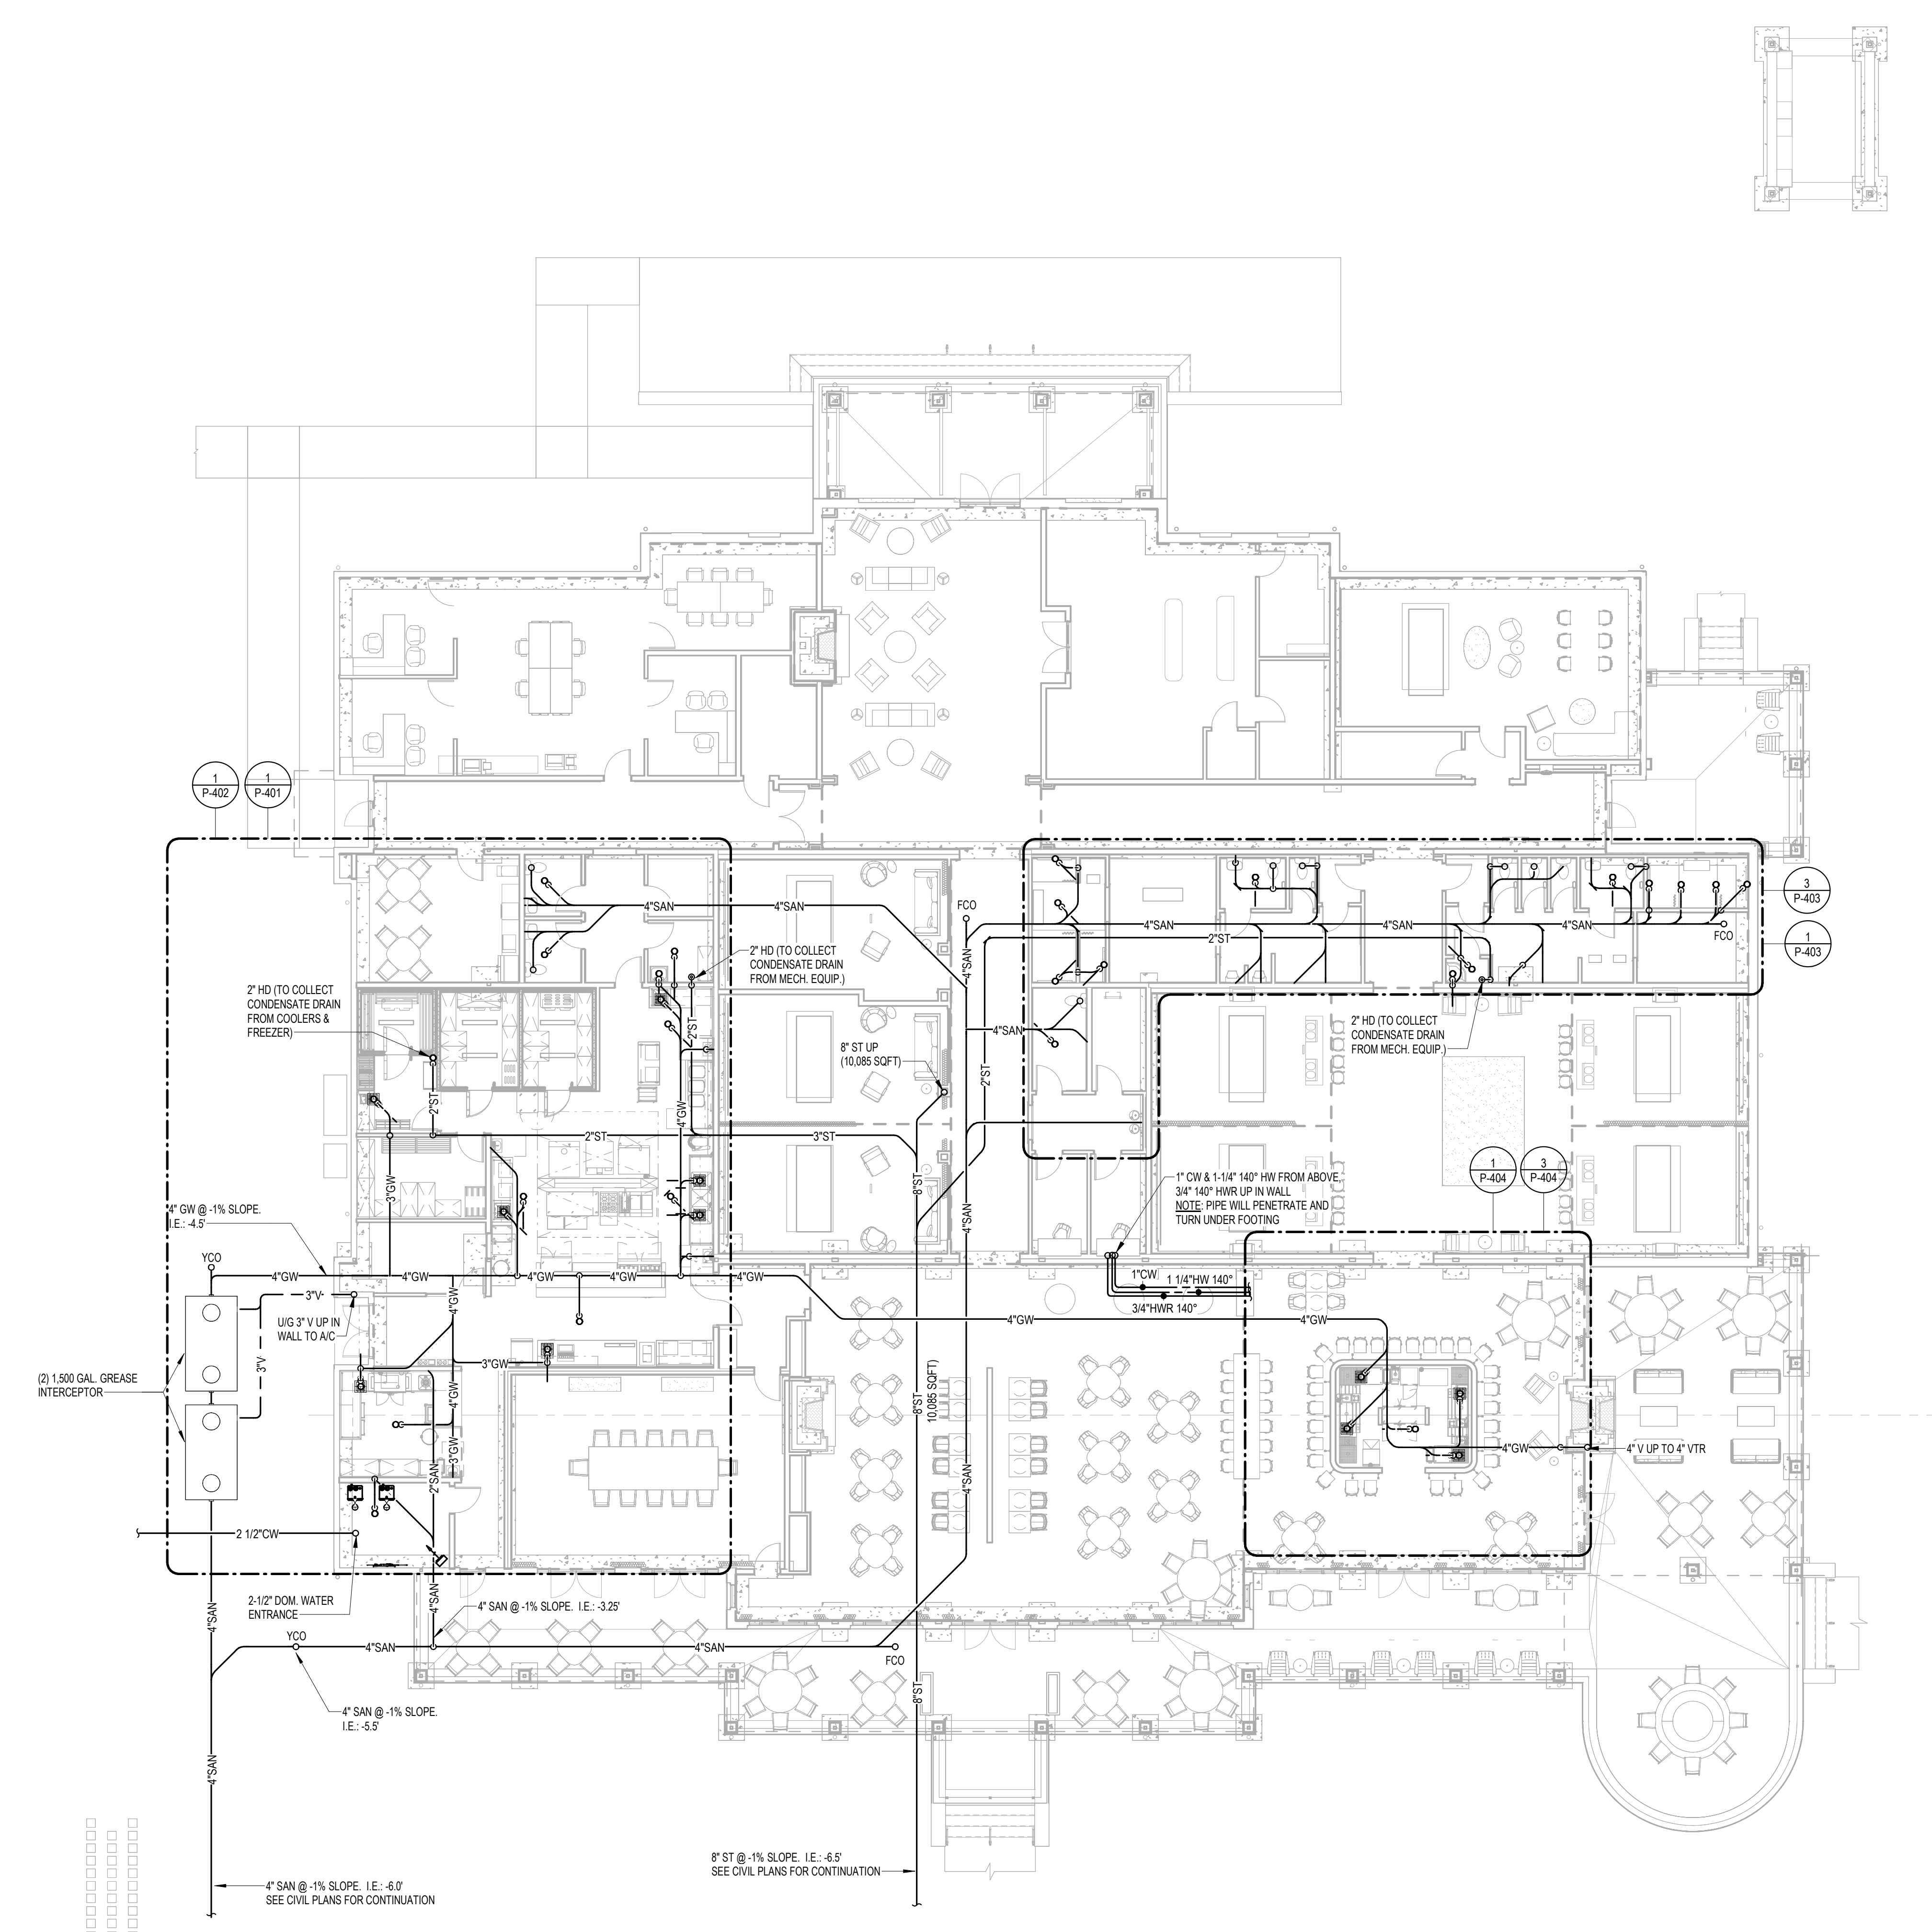 1
P-402
1
P-401
4"SAN
4"SAN
FCO
4"SAN
4"SAN
4"SAN
2"ST
FCO
3
P-403
1
P-403
2" HD (TO COLLECT
CONDENSATE DRAIN
FROM MECH. EQUIP.)
4"SAN
2" HD (TO COLLECT
CONDENSATE DRAIN
FROM COOLERS &
FREEZER)
2"ST
4"SAN
2" HD (TO COLLECT
CONDENSATE DRAIN
FROM MECH. EQUIP.)
8" ST UP
(10,085 SQFT)
2"ST
2"ST
4"GW
2"ST
3"ST
3"GW
8"ST
4"SAN
1
P-404
3
P-404
1" CW & 1-1/4" 140° HW FROM ABOVE,
3/4" 140° HWR UP IN WALL
NOTE: PIPE WILL PENETRATE AND
TURN UNDER FOOTING
4" GW @ -1% SLOPE.
I.E.: -4.5'
YCO
4"GW
4"GW
4"GW
4"GW
4"GW
3"V
1"CW
1 1/4"HW 140°
3/4"HWR 140°
4"GW
U/G 3" V UP IN
WALL TO A/C
4"GW
4"GW
3"V
3"GW
(2) 1,500 GAL. GREASE
INTERCEPTOR
4"GW
8"ST
10,085 SQFT)
3"GW
2"SAN
4"SAN
4"GW
4" V UP TO 4" VTR
2 1/2"CW
2-1/2" DOM. WATER
ENTRANCE
4"SAN
4"SAN
4" SAN @ -1% SLOPE.  I.E.: -3.25'
YCO
4"SAN
4"SAN
FCO
8"ST
4" SAN @ -1% SLOPE.
I.E.: -5.5'
4"SAN
8" ST @ -1% SLOPE.  I.E.: -6.5'
SEE CIVIL PLANS FOR CONTINUATION
4" SAN @ -1% SLOPE.  I.E.: -6.0'
SEE CIVIL PLANS FOR CONTINUATION